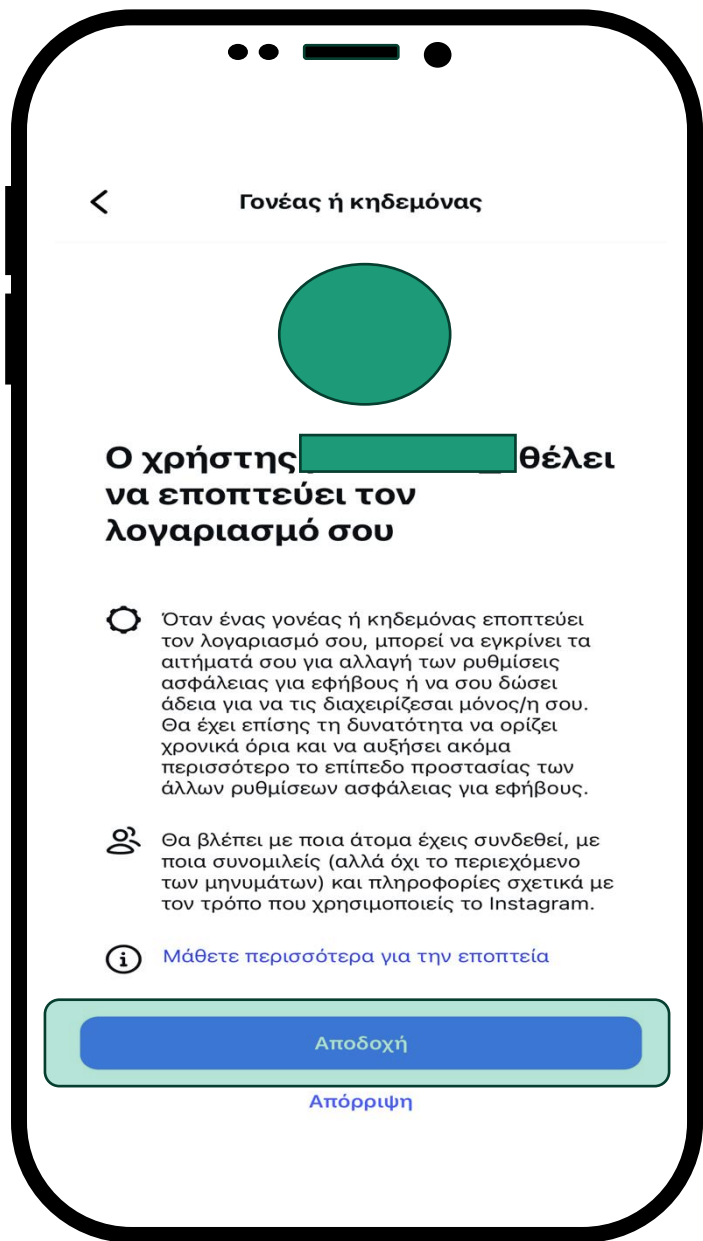 Γονέας ή κηδεμόνας
Ο χρήστης θέλει
να εποπτεύει τον
λογαριασμό σου
Όταν ένας γονέας ή κηδεμόνας εποπτεύει
τον λογαριασμό σου, μπορεί να εγκρίνει τα
αιτήματά σου για αλλαγή των ρυθμίσεις
ασφάλειας για εφήβους ή να σου δώσει
άδεια για να τις διαχειρίζεσαι μόνος/η σου.
Θα έχει επίσης τη δυνατότητα να ορίζει
χρονικά όρια και να αυξήσει ακόμα
περισσότερο το επίπεδο προστασίας των
άλλων ρυθμίσεων ασφάλειας για εφήβους.
Θα βλέπει με ποια άτομα έχεις συνδεθεί, με
ποια συνομιλείς (αλλά όχι το περιεχόμενο
των μηνυμάτων) και πληροφορίες σχετικά με
τον τρόπο που χρησιμοποιείς το Instagram.
Μάθετε περισσότερα για την εποπτεία
Αποδοχή
Απόρριψη